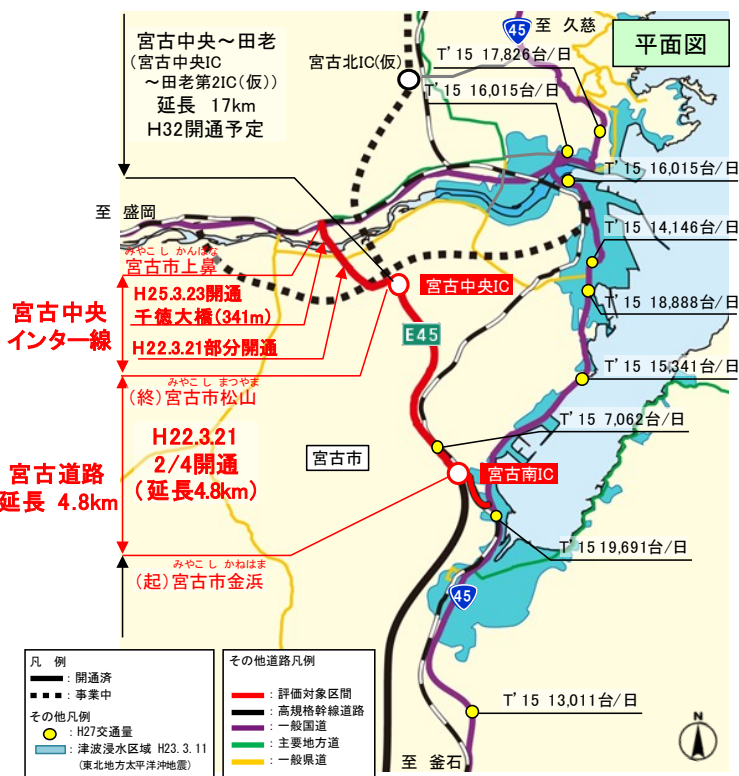 平面図
至 久慈
45
宮古中央～田老
(宮古中央IC
～田老第2IC(仮))
延長 17km
H32開通予定
宮古北IC(仮)
T'15 17,826台/日
T'15 16,015台/日
T'15 16,015台/日
至 盛岡
T'15 14,146台/日
みやこし かんばな
宮古市上鼻
宮古中央IC
H25.3.23開通
千徳大橋(341m)
T'15 18,888台/日
宮古中央
インター線
E45
H22.3.21部分開通
T'15 15,341台/日
みやこし まつやま
(終)宮古市松山
T'15 7,062台/日
H22.3.21
2/4開通
(延長4.8km)
宮古市
宮古道路
延長 4.8km
宮古南IC
T'15 19,691台/日
みやこし かねはま
(起)宮古市金浜
45
凡 例
：開通済
：事業中
その他凡例
：H27交通量
：津波浸水区域 H23.3.11
(東北地方太平洋沖地震)
その他道路凡例
：評価対象区間
：高規格幹線道路
：一般国道
：主要地方道
：一般県道
T'15 13,011台/日
至 釜石
N